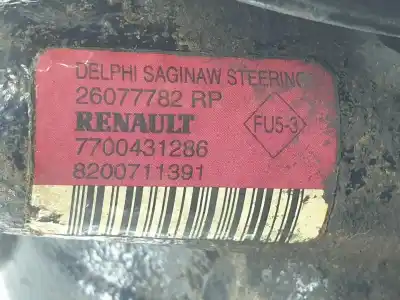 DELPHI SAGINAW STEERING
26077782 RP
RENAULT
FU5-3
7700431286
8200711391